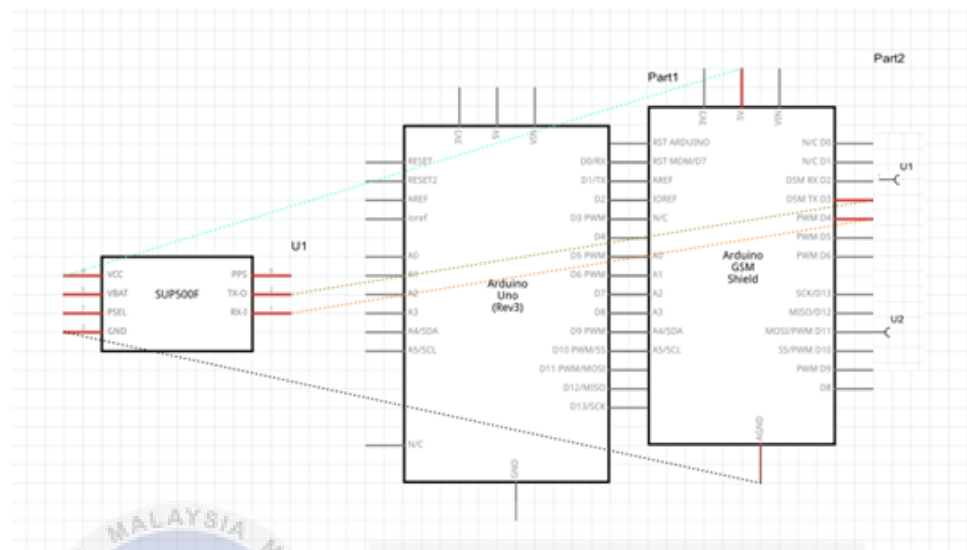 Part2
Part1
3V3
5V
VIN
3V3
5V
VIN
RST ARDUINO
RST MDM/D7
AREF
IOREF
N/C
A0
A1
A2
A3
A4/SDA
A5/SCL
N/C D0
N/C D1
DSM RX D2
DSM TX D3
PWM D4
PWM D5
PWM D6
SCK/D13
MISO/D12
MOSI/PWM D11
SS/PWM D10
PWM D9
D8
Arduino
GSM
Shield
AGND
U1
U2
RESET
RESET2
AREF
ioref
A0
A1
A2
A3
A4/SDA
A5/SCL
N/C
D0/RX
D1/TX
D2
D3 PWM
D4
D5 PWM
D6 PWM
D7
D8
D9 PWM
D10 PWM/SS
D11 PWM/MOSI
D12/MISO
D13/SCK
Arduino
Uno
(Rev3)
GND
U1
VCC
VBAT
PSEL
GND
SUP500F
PPS
TX-O
RX-I
MALAYSIA